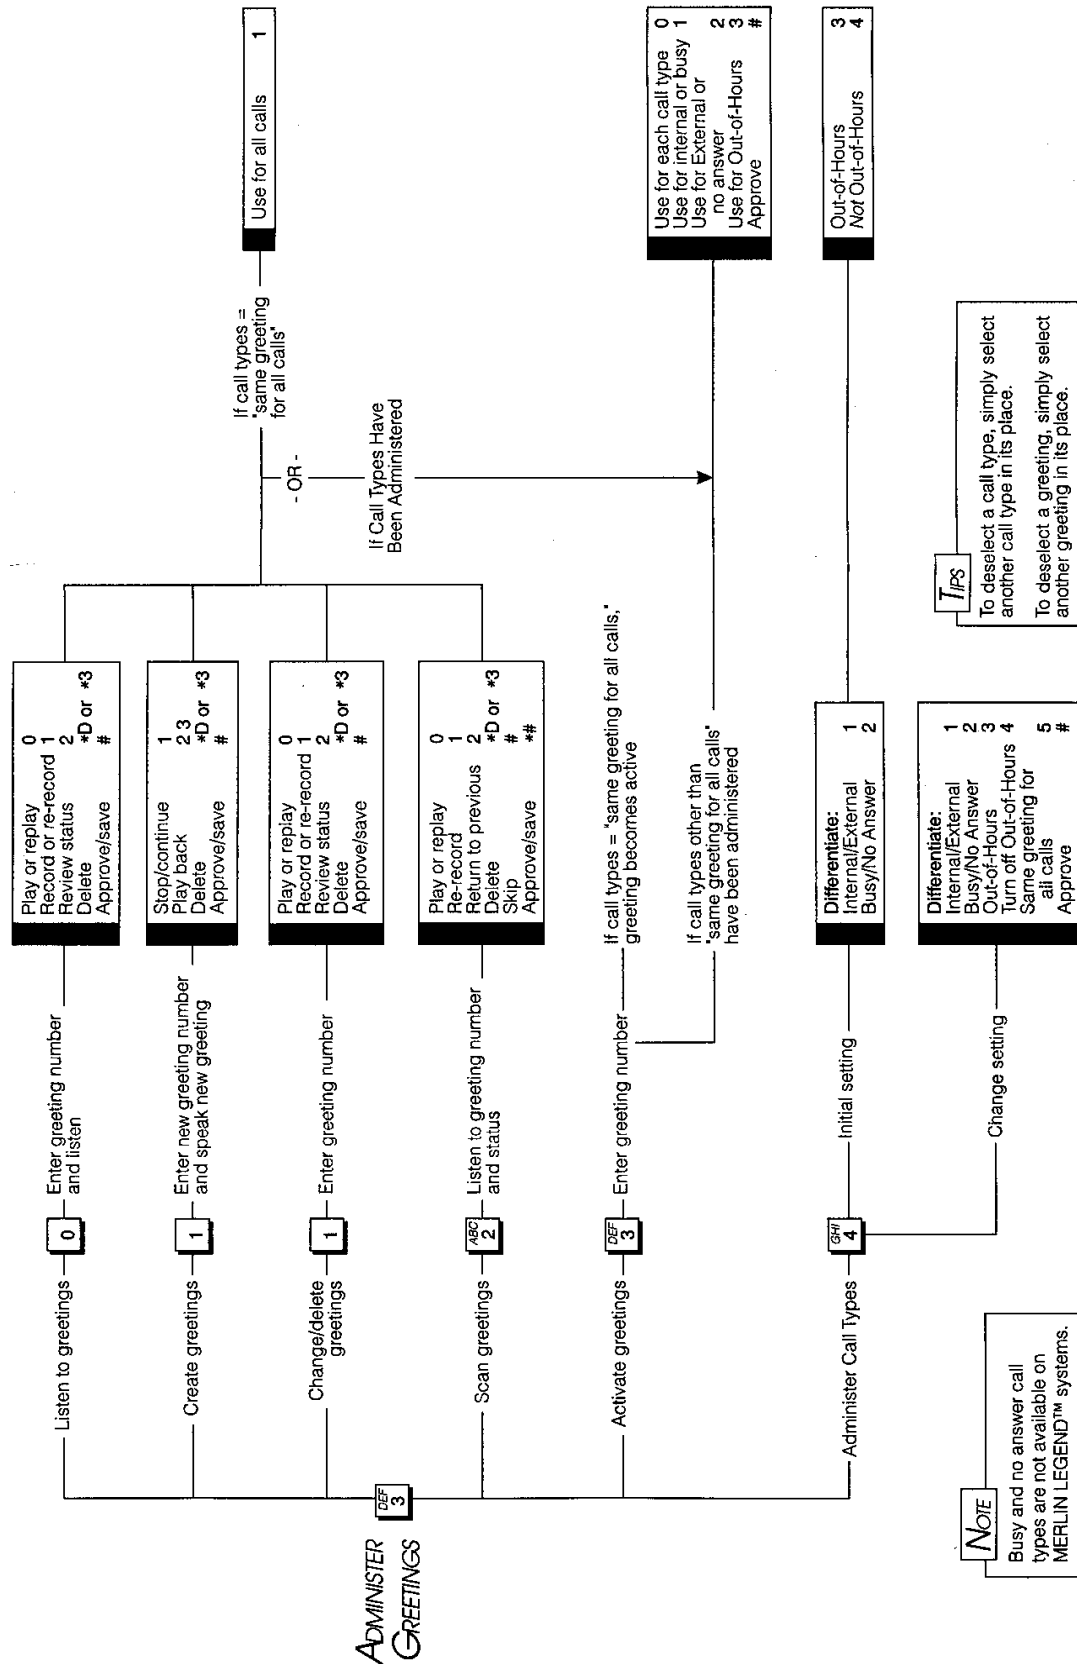 ADMINISTER
GREETINGS
DEF
3
Listen to greetings
0
Enter greeting number
and listen
Play or replay 0
Record or re-record 1
Review status 2
Delete *D or *3
Approve/save #
Create greetings
1
Enter new greeting number
and speak new greeting
Stop/continue 1
Play back 2 3
Delete *D or *3
Approve/save #
Change/delete
greetings
1
Enter greeting number
Play or replay 0
Record or re-record 1
Review status 2
Delete *D or *3
Approve/save #
Scan greetings
ABC
2
Listen to greeting number
and status
Play or replay 0
Re-record 1
Return to previous 2
Delete *D or *3
Skip #
Approve/save *#
If call types =
"same greeting
for all calls"
Use for all calls 1
- OR -
If Call Types Have
Been Administered
Activate greetings
DEF
3
Enter greeting number
If call types = "same greeting for all calls,"
greeting becomes active
If call types other than
"same greeting for all calls"
have been administered
Use for each call type 0
Use for internal or busy 1
Use for External or
no answer 2
Use for Out-of-Hours 3
Approve #
Administer Call Types
GHI
4
Initial setting
Differentiate:
Internal/External 1
Busy/No Answer 2
Out-of-Hours 3
Not Out-of-Hours 4
Change setting
Differentiate:
Internal/External 1
Busy/No Answer 2
Out-of-Hours 3
Turn off Out-of-Hours 4
Same greeting for
all calls 5
Approve #
NOTE
Busy and no answer call
types are not available on
MERLIN LEGEND™ systems.
TIPS
To deselect a call type, simply select
another call type in its place.
To deselect a greeting, simply select
another greeting in its place.